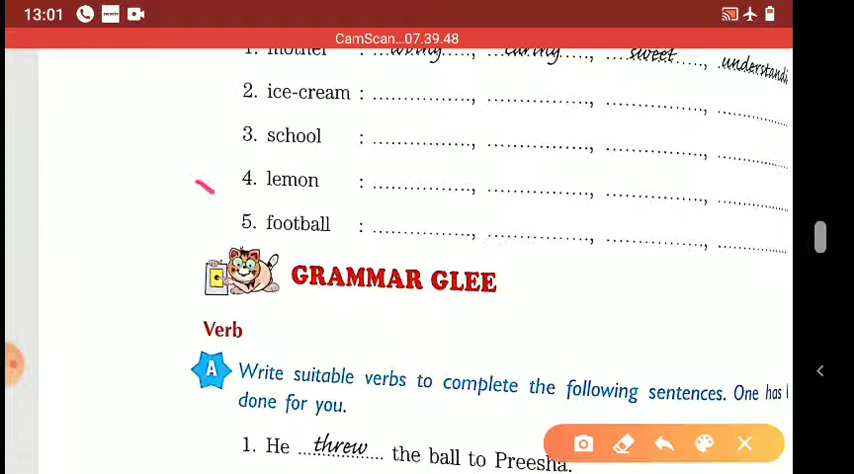 13:01
CamScan...07.39.48
1. mother : ...loving....., ...caring....., ....sweet....., .understandi
2. ice-cream : ................., ................., ................., .................
3. school : ................., ................., ................., .................
4. lemon : ................., ................., ................., .................
5. football : ................., ................., ................., .................
GRAMMAR GLEE
Verb
A Write suitable verbs to complete the following sentences. One has
done for you.
1. He ...threw.... the ball to Preesha.